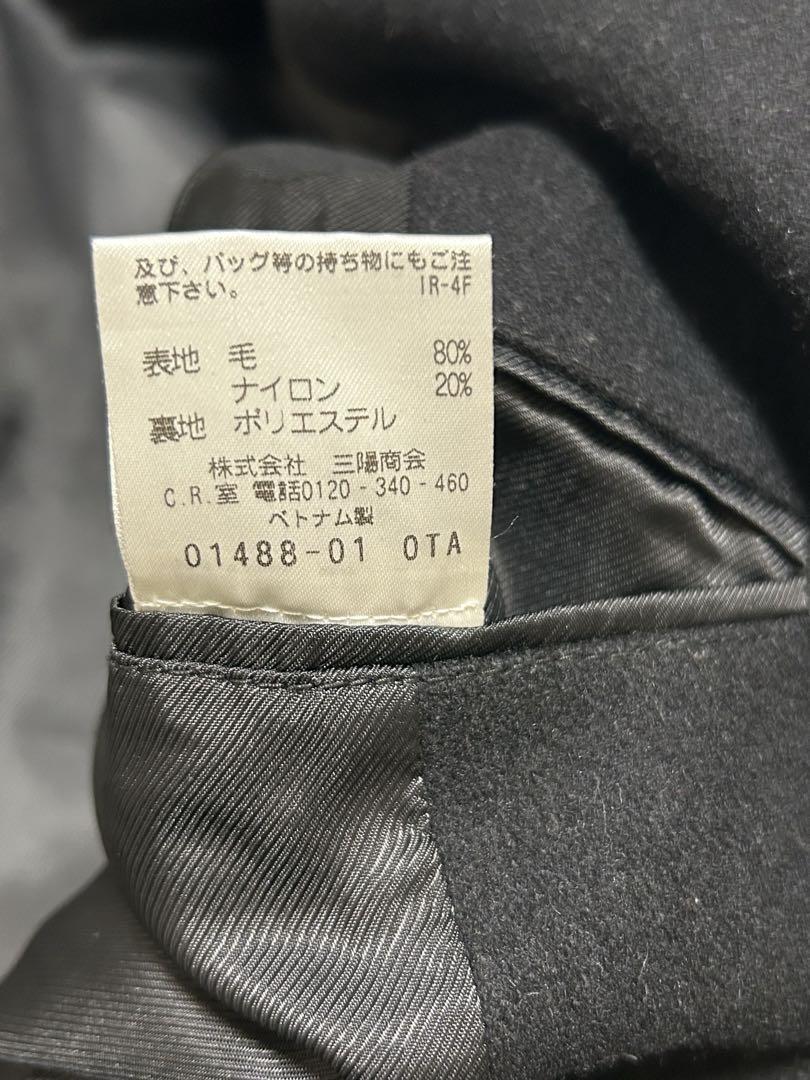 及び、バッグ等の持ち物にもご注
意下さい。 IR-4F
表地 毛 80%
ナイロン 20%
裏地 ポリエステル
株式会社 三陽商会
C.R.室 電話0120-340-460
ベトナム製
01488-01 0TA